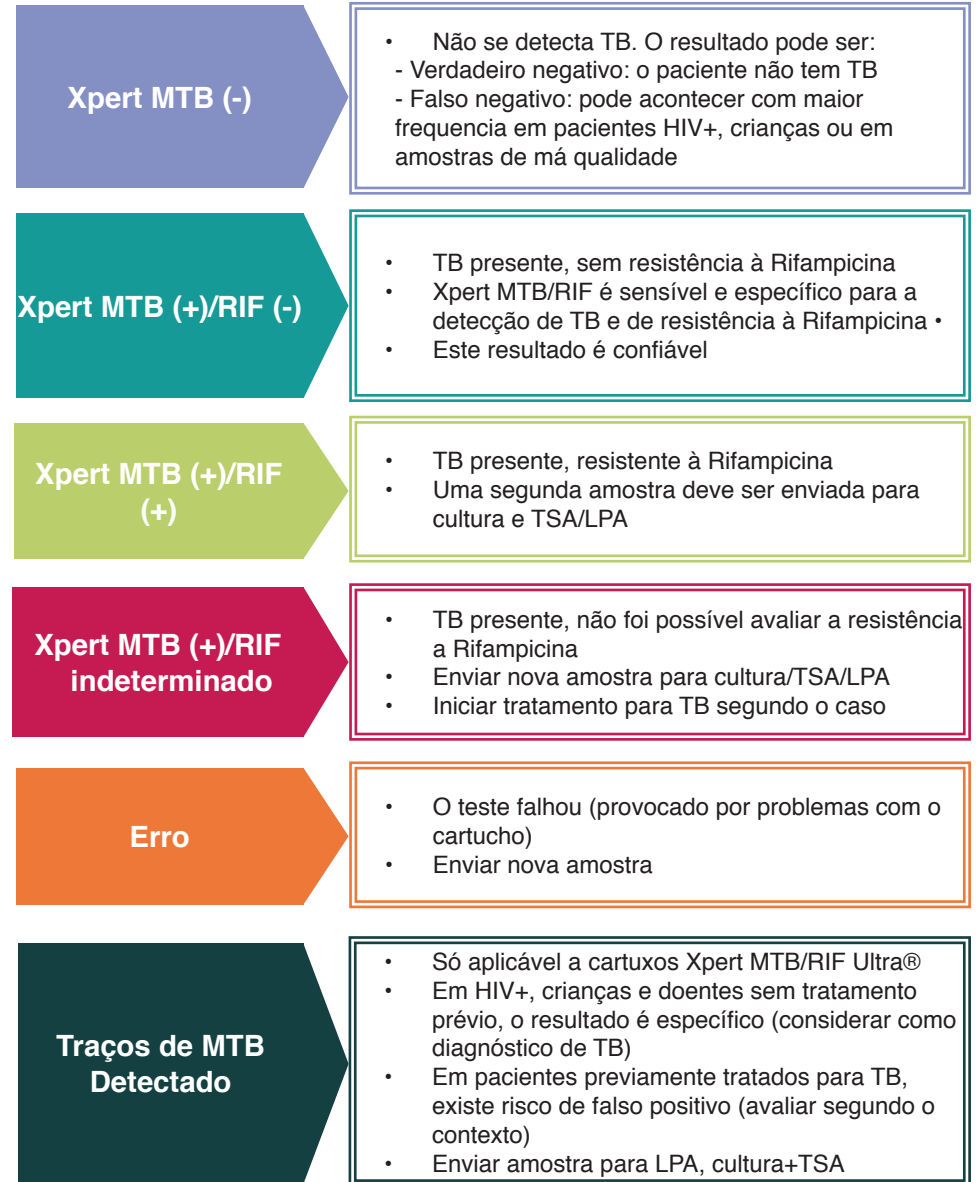 Xpert MTB (-)
• Não se detecta TB. O resultado pode ser:
- Verdadeiro negativo: o paciente não tem TB
- Falso negativo: pode acontecer com maior
frequencia em pacientes HIV+, crianças ou em
amostras de má qualidade
Xpert MTB (+)/RIF (-)
• TB presente, sem resistência à Rifampicina
• Xpert MTB/RIF é sensível e específico para a
detecção de TB e de resistência à Rifampicina •
• Este resultado é confiável
Xpert MTB (+)/RIF
(+)
• TB presente, resistente à Rifampicina
• Uma segunda amostra deve ser enviada para
cultura e TSA/LPA
Xpert MTB (+)/RIF
indeterminado
• TB presente, não foi possível avaliar a resistência
a Rifampicina
• Enviar nova amostra para cultura/TSA/LPA
• Iniciar tratamento para TB segundo o caso
Erro
• O teste falhou (provocado por problemas com o
cartucho)
• Enviar nova amostra
Traços de MTB
Detectado
• Só aplicável a cartuxos Xpert MTB/RIF Ultra®
• Em HIV+, crianças e doentes sem tratamento
prévio, o resultado é específico (considerar como
diagnóstico de TB)
• Em pacientes previamente tratados para TB,
existe risco de falso positivo (avaliar segundo o
contexto)
• Enviar amostra para LPA, cultura+TSA